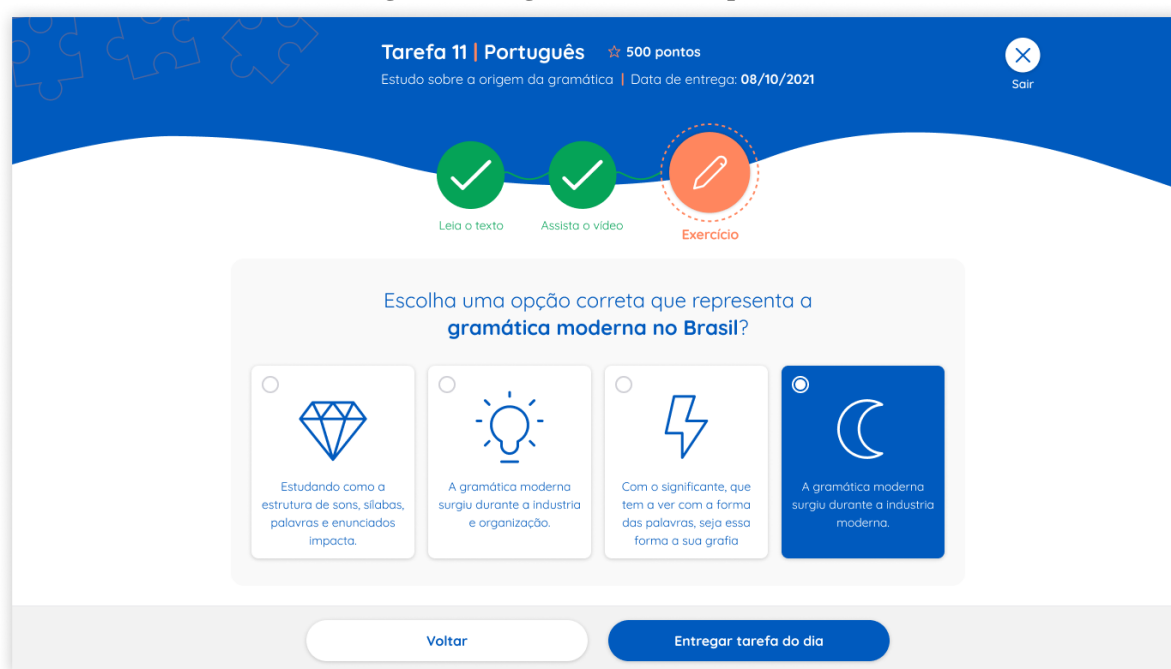 Tarefa 11 | Português 500 pontos
Estudo sobre a origem da gramática | Data de entrega: 08/10/2021
Sair
Leia o texto
Assista o vídeo
Exercício
Escolha uma opção correta que representa a
gramática moderna no Brasil?
Estudando como a
estrutura de sons, sílabas,
palavras e enunciados
impacta.
A gramática moderna
surgiu durante a industria
e organização.
Com o significante, que
tem a ver com a forma
das palavras, seja essa
forma a sua grafia
A gramática moderna
surgiu durante a industria
moderna.
Voltar
Entregar tarefa do dia